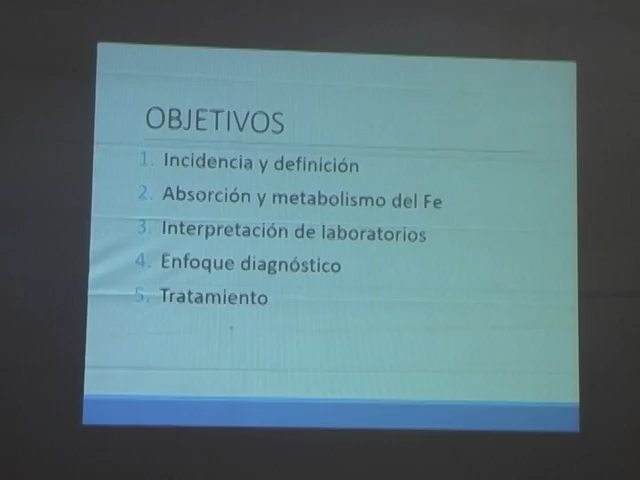 OBJETIVOS
1. Incidencia y definición
2. Absorción y metabolismo del Fe
3. Interpretación de laboratorios
4. Enfoque diagnóstico
5. Tratamiento